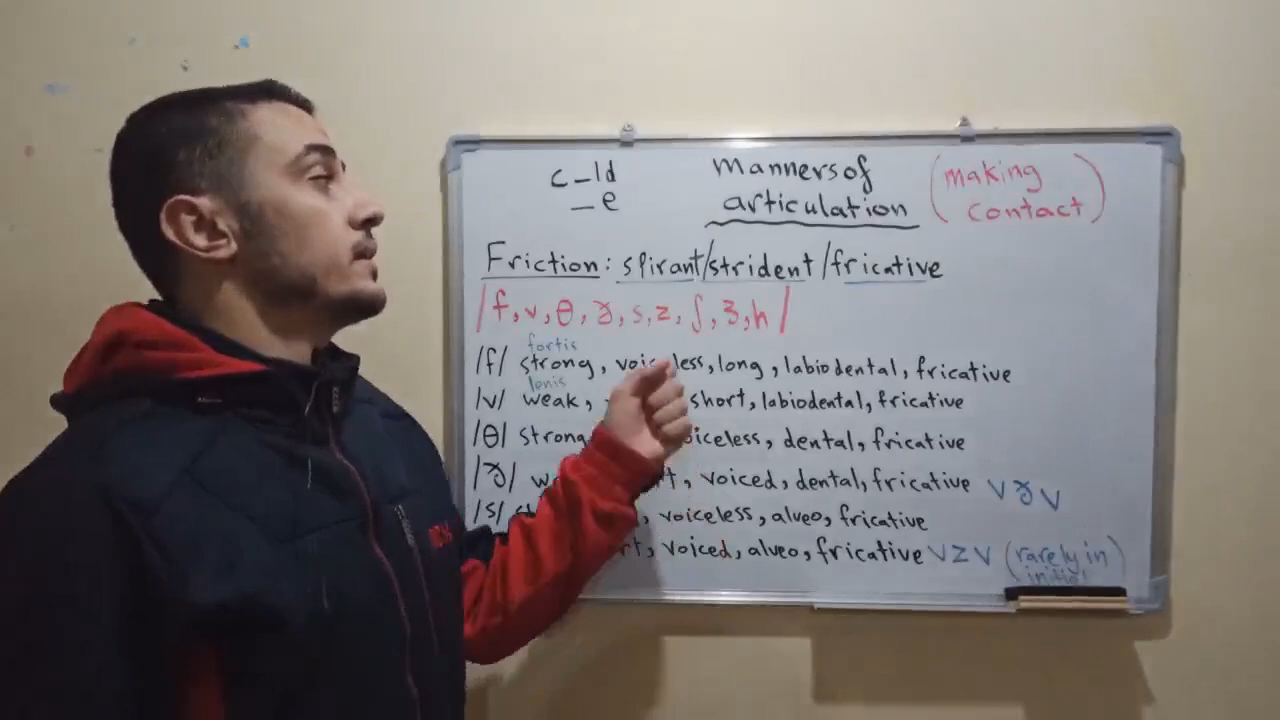 c_ld
_e
Manners of
articulation
(making
contact)
Friction: spirant/strident/fricative
/f, v, θ, ð, s, z, ʃ, ʒ, h/
fortis
/f/ strong, voiceless, long, labiodental, fricative
lenis
/v/ weak, short, labiodental, fricative
/θ/ strong dental, fricative
/ð/ voiced, dental, fricative VðV
/s/ voiceless, alveo, fricative
voiced, alveo, fricative VZV (rarely in
initial